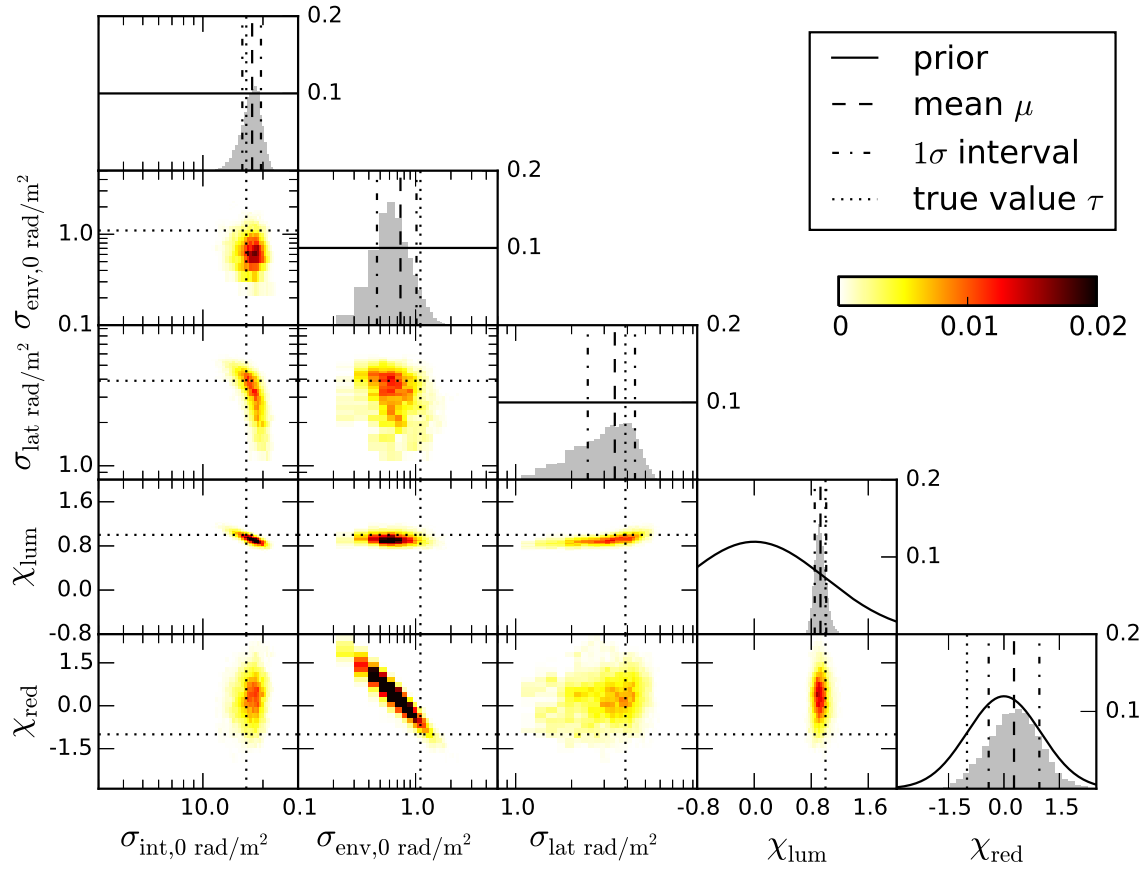 0.2
prior
mean μ
1σ interval
true value τ
0.1
0.2
σenv,0 rad/m²
1.0
0.1
0.1
0 0.01 0.02
0.2
σlat rad/m²
1.0
0.1
0.2
χlum
1.6
0.8
0.0
-0.8
0.1
0.2
χred
1.5
0.0
-1.5
0.1
10.0 0.1 1.0 1.0 -0.8 0.0 0.8 1.6 -1.5 0.0 1.5
σint,0 rad/m² σenv,0 rad/m² σlat rad/m² χlum χred